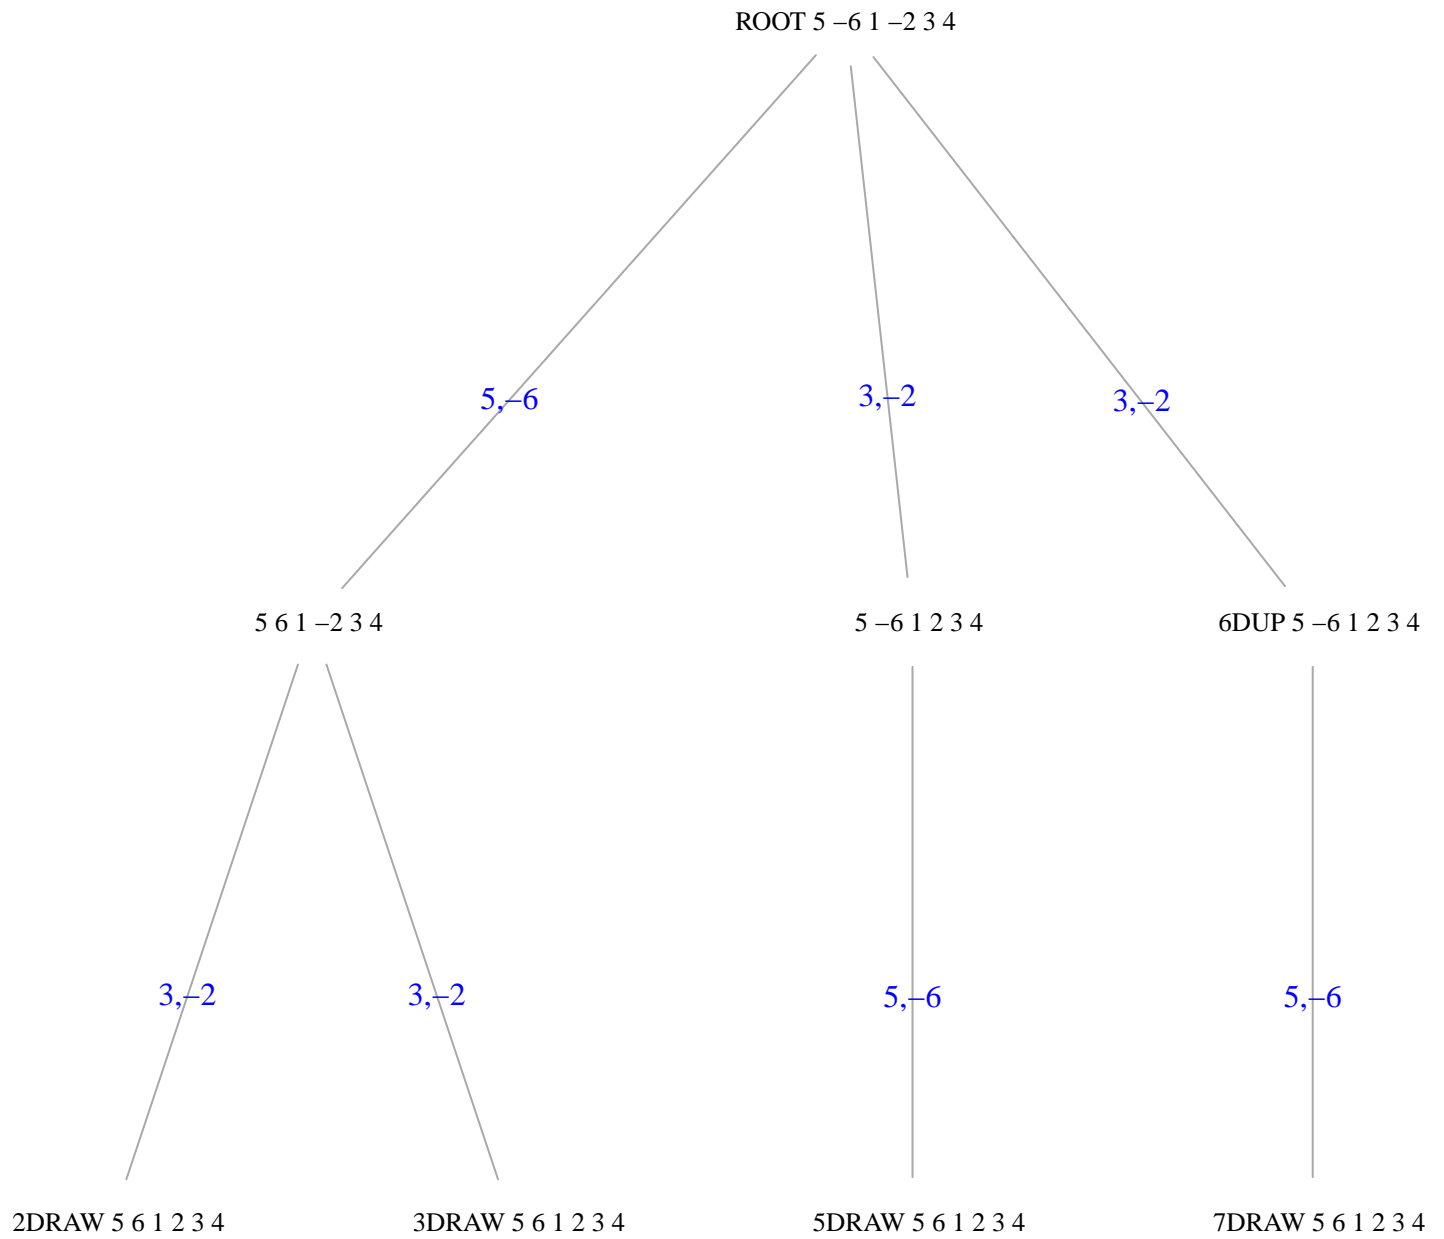 ROOT 5 –6 1 –2 3 4
5,–6
3,–2
3,–2
5 6 1 –2 3 4
5 –6 1 2 3 4
6DUP 5 –6 1 2 3 4
3,–2
3,–2
5,–6
5,–6
2DRAW 5 6 1 2 3 4
3DRAW 5 6 1 2 3 4
5DRAW 5 6 1 2 3 4
7DRAW 5 6 1 2 3 4